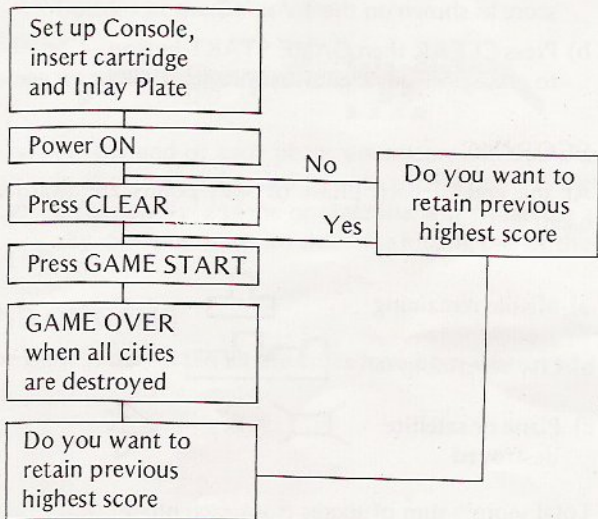 Set up Console,
insert cartridge
and Inlay Plate
Power ON
No
Do you want to
retain previous
highest score
Press CLEAR
Yes
Press GAME START
GAME OVER
when all cities
are destroyed
Do you want to
retain previous
highest score